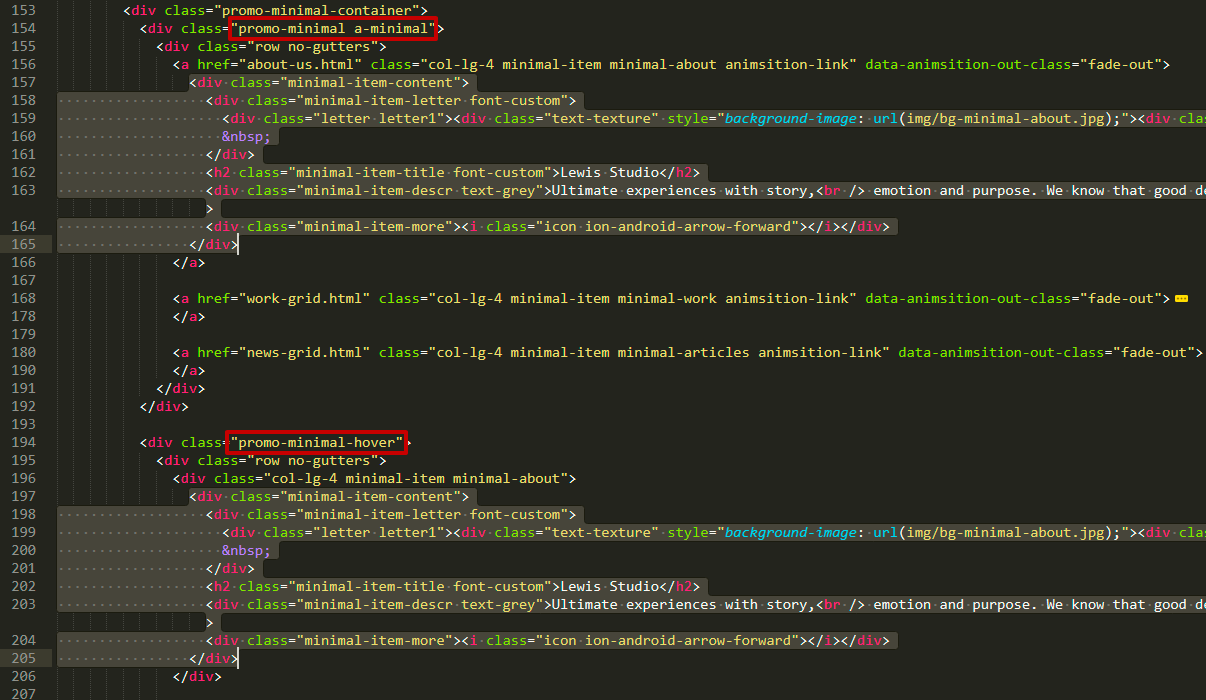 153 <div class="promo-minimal-container">
154 <div class="promo-minimal a-minimal">
155 <div class="row no-gutters">
156 <a href="about-us.html" class="col-lg-4 minimal-item minimal-about animsition-link" data-animsition-out-class="fade-out">
157 <div class="minimal-item-content">
158 <div class="minimal-item-letter font-custom">
159 <div class="letter letter1"><div class="text-texture" style="background-image: url(img/bg-minimal-about.jpg);"><div clas
160 &nbsp;
161 </div>
162 <h2 class="minimal-item-title font-custom">Lewis Studio</h2>
163 <div class="minimal-item-descr text-grey">Ultimate experiences with story,<br /> emotion and purpose. We know that good de
>
164 <div class="minimal-item-more"><i class="icon ion-android-arrow-forward"></i></div>
165 </div>
166 </a>
167
168 <a href="work-grid.html" class="col-lg-4 minimal-item minimal-work animsition-link" data-animsition-out-class="fade-out">
178 </a>
179
180 <a href="news-grid.html" class="col-lg-4 minimal-item minimal-articles animsition-link" data-animsition-out-class="fade-out">
190 </a>
191 </div>
192 </div>
193
194 <div class="promo-minimal-hover">
195 <div class="row no-gutters">
196 <div class="col-lg-4 minimal-item minimal-about">
197 <div class="minimal-item-content">
198 <div class="minimal-item-letter font-custom">
199 <div class="letter letter1"><div class="text-texture" style="background-image: url(img/bg-minimal-about.jpg);"><div clas
200 &nbsp;
201 </div>
202 <h2 class="minimal-item-title font-custom">Lewis Studio</h2>
203 <div class="minimal-item-descr text-grey">Ultimate experiences with story,<br /> emotion and purpose. We know that good de
>
204 <div class="minimal-item-more"><i class="icon ion-android-arrow-forward"></i></div>
205 </div>
206 </div>
207